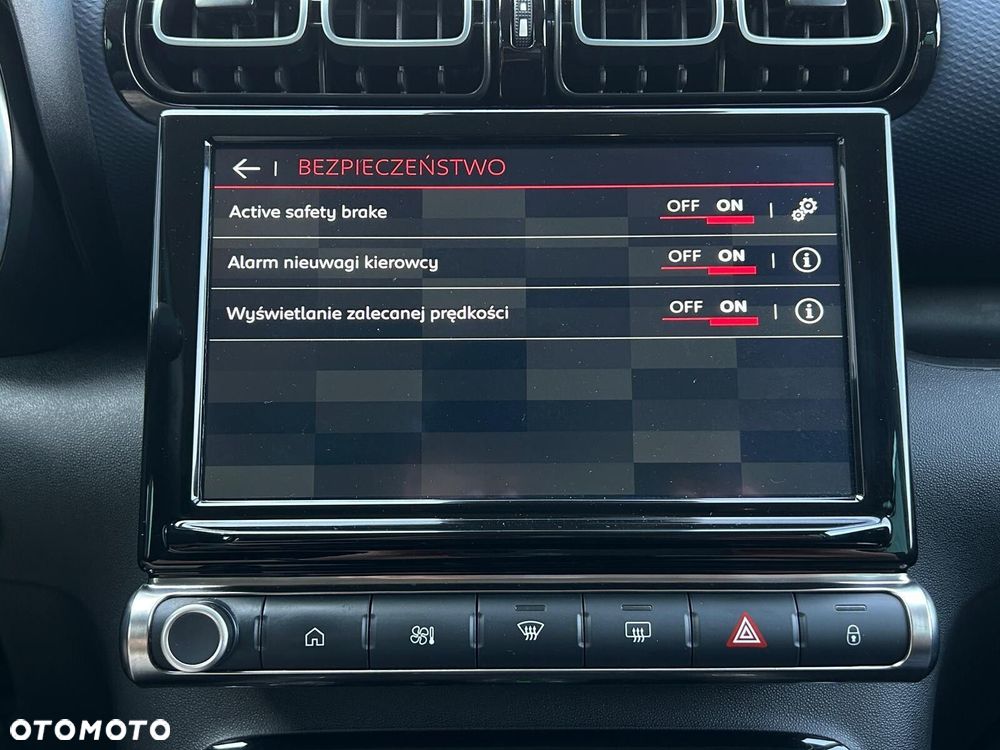 BEZPIECZEŃSTWO
Active safety brake OFF ON
Alarm nieuwagi kierowcy OFF ON
Wyświetlanie zalecanej prędkości OFF ON
OTOMOTO